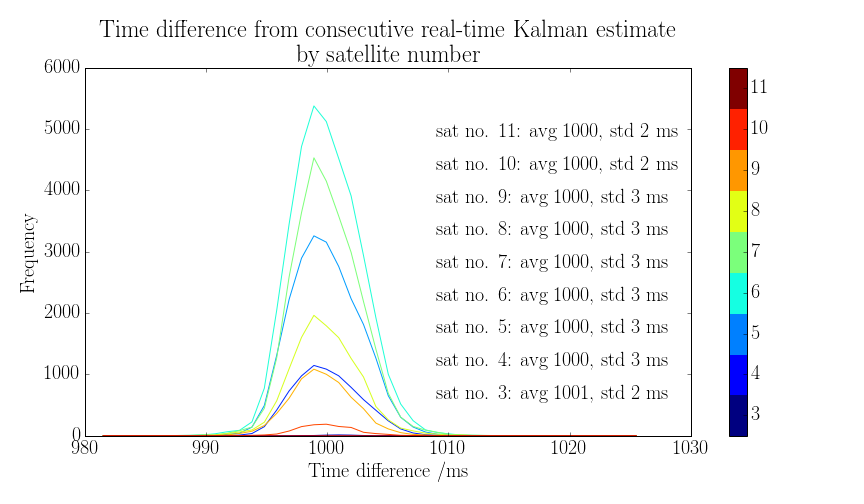 Time difference from consecutive real-time Kalman estimate
by satellite number
6000
5000
4000
3000
2000
1000
0
Frequency
980
990
1000
1010
1020
1030
Time difference /ms
sat no. 11: avg 1000, std 2 ms
sat no. 10: avg 1000, std 2 ms
sat no. 9: avg 1000, std 3 ms
sat no. 8: avg 1000, std 3 ms
sat no. 7: avg 1000, std 3 ms
sat no. 6: avg 1000, std 3 ms
sat no. 5: avg 1000, std 3 ms
sat no. 4: avg 1000, std 3 ms
sat no. 3: avg 1001, std 2 ms
11
10
9
8
7
6
5
4
3